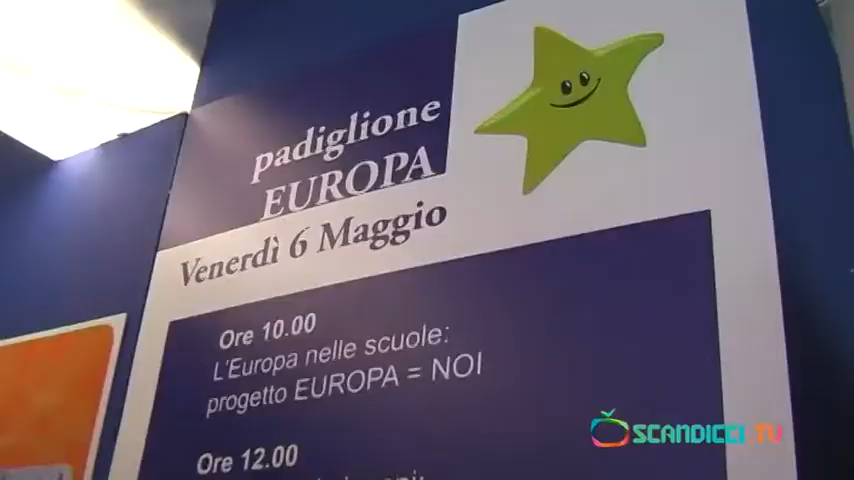 padiglione
EUROPA
Venerdì 6 Maggio
Ore 10.00
L'Europa nelle scuole:
progetto EUROPA = NOI
Ore 12.00
SCANDICCI TV